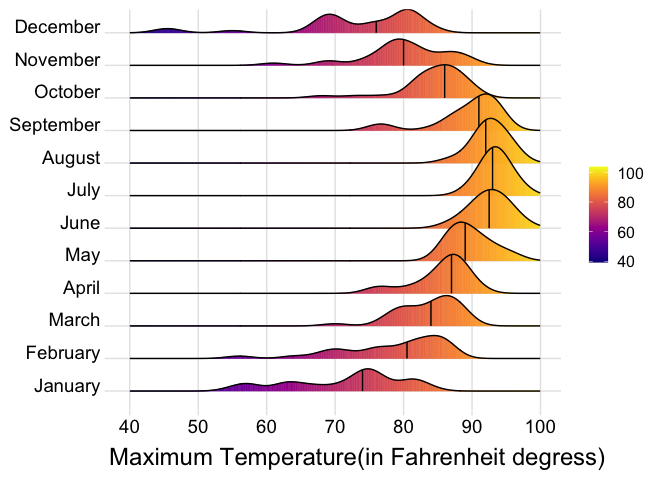 December
November
October
September
August
July
June
May
April
March
February
January
40 50 60 70 80 90 100
Maximum Temperature(in Fahrenheit degress)
100
80
60
40